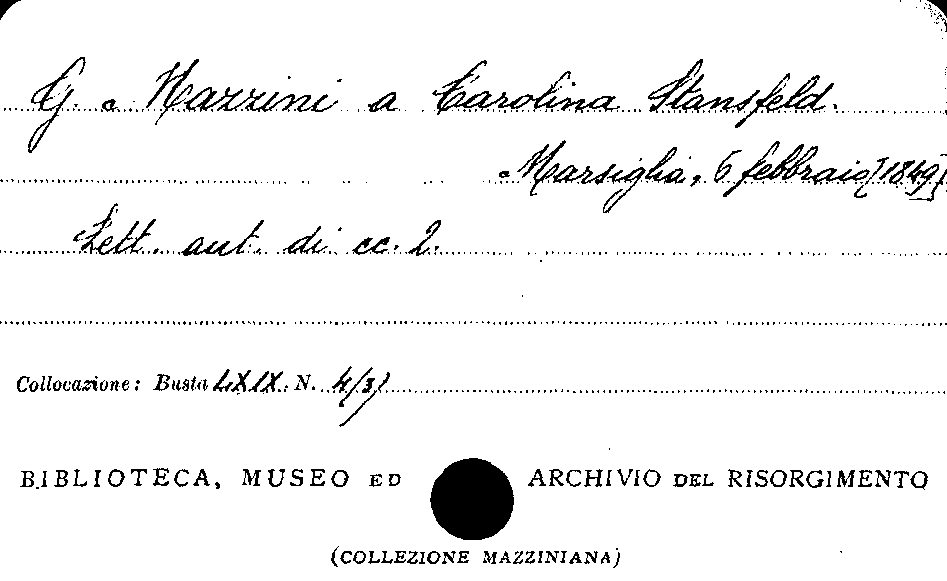 G. Mazzini a Carolina Stansfeld.
Marsiglia, 6 febbraio [1849].
Lett. aut. di cc. 2.
Collocazione: Busta LXIX. N. 4/3)
BIBLIOTECA, MUSEO ED ARCHIVIO DEL RISORGIMENTO
(COLLEZIONE MAZZINIANA)